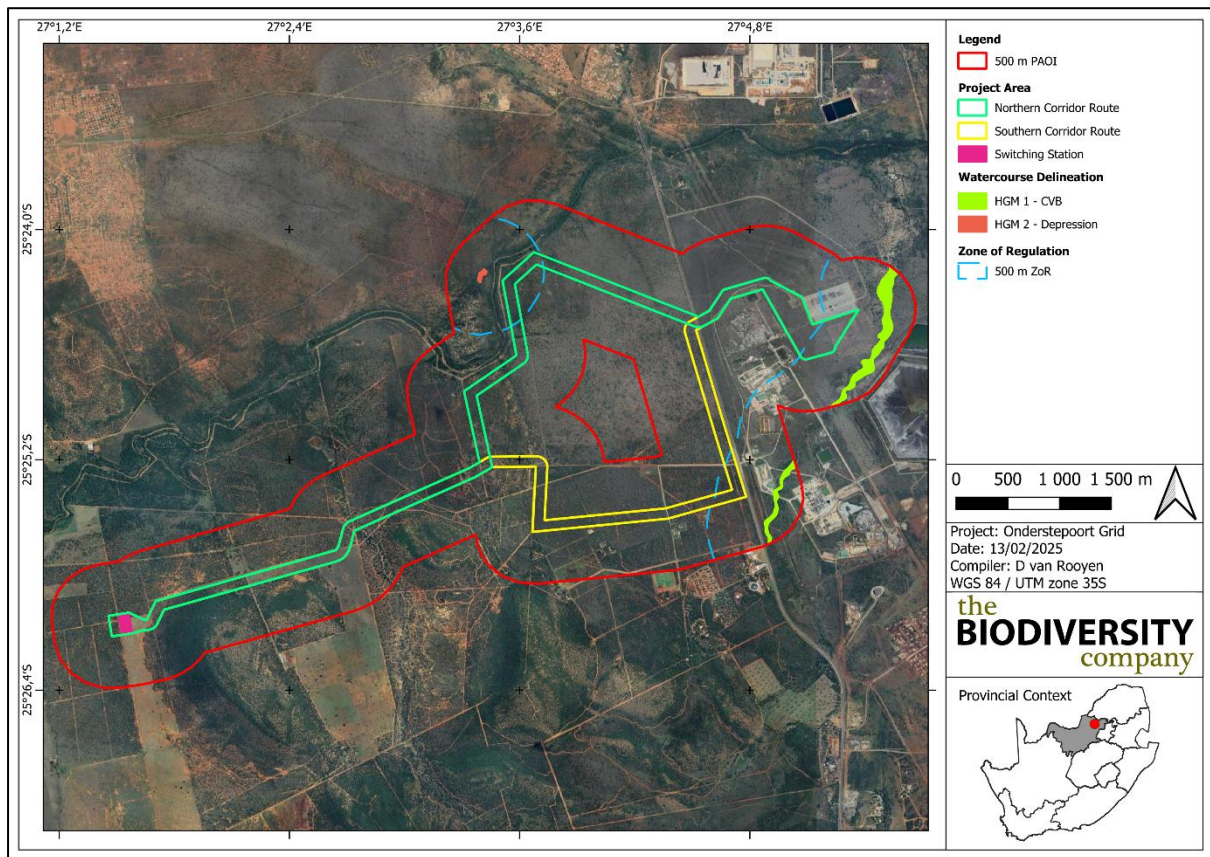 27°1,2'E 27°2,4'E 27°3,6'E 27°4,8'E
25°24,0'S
25°25,2'S
25°26,4'S
Legend
500 m PAOI
Project Area
Northern Corridor Route
Southern Corridor Route
Switching Station
Watercourse Delineation
HGM 1 - CVB
HGM 2 - Depression
Zone of Regulation
500 m ZoR
0 500 1 000 1 500 m
Project: Onderstepoort Grid
Date: 13/02/2025
Compiler: D van Rooyen
WGS 84 / UTM zone 35S
the
BIODIVERSITY
company
Provincial Context